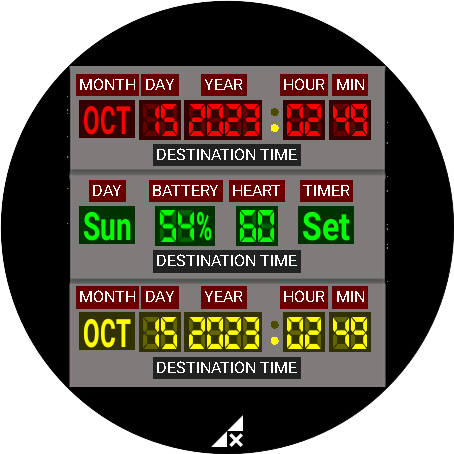 MONTH DAY YEAR HOUR MIN
OCT 15 2023 : 02 49
DESTINATION TIME
DAY BATTERY HEART TIMER
Sun 54% 60 Set
DESTINATION TIME
MONTH DAY YEAR HOUR MIN
OCT 15 2023 : 02 49
DESTINATION TIME